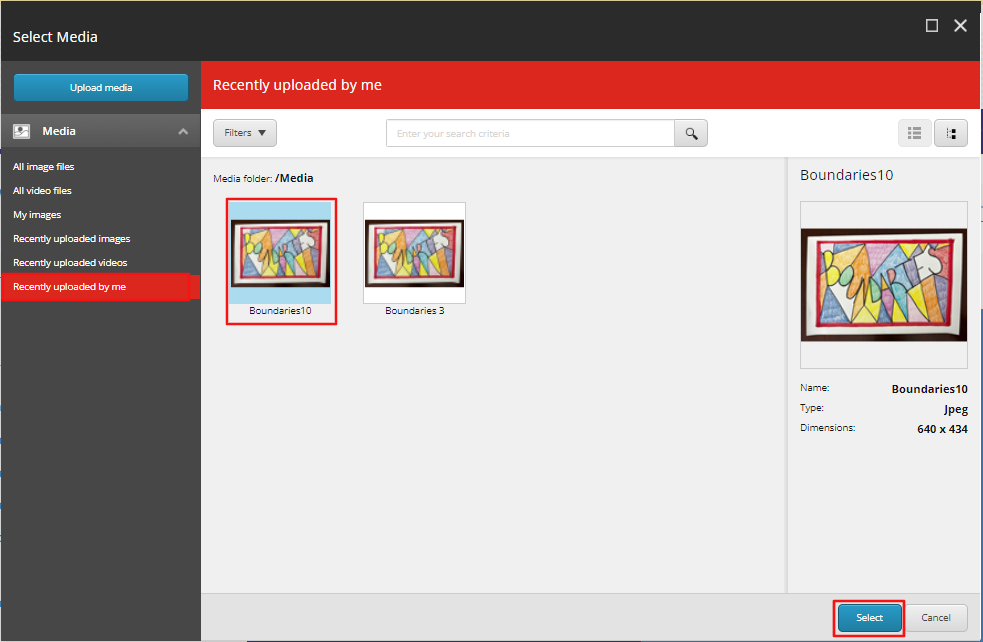 Select Media
Upload media
Recently uploaded by me
Media
Filters
Enter your search criteria
All image files
All video files
My images
Recently uploaded images
Recently uploaded videos
Recently uploaded by me
Media folder: /Media
Boundaries10
Boundaries 3
Boundaries10
Name: Boundaries10
Type: Jpeg
Dimensions: 640 x 434
Select
Cancel